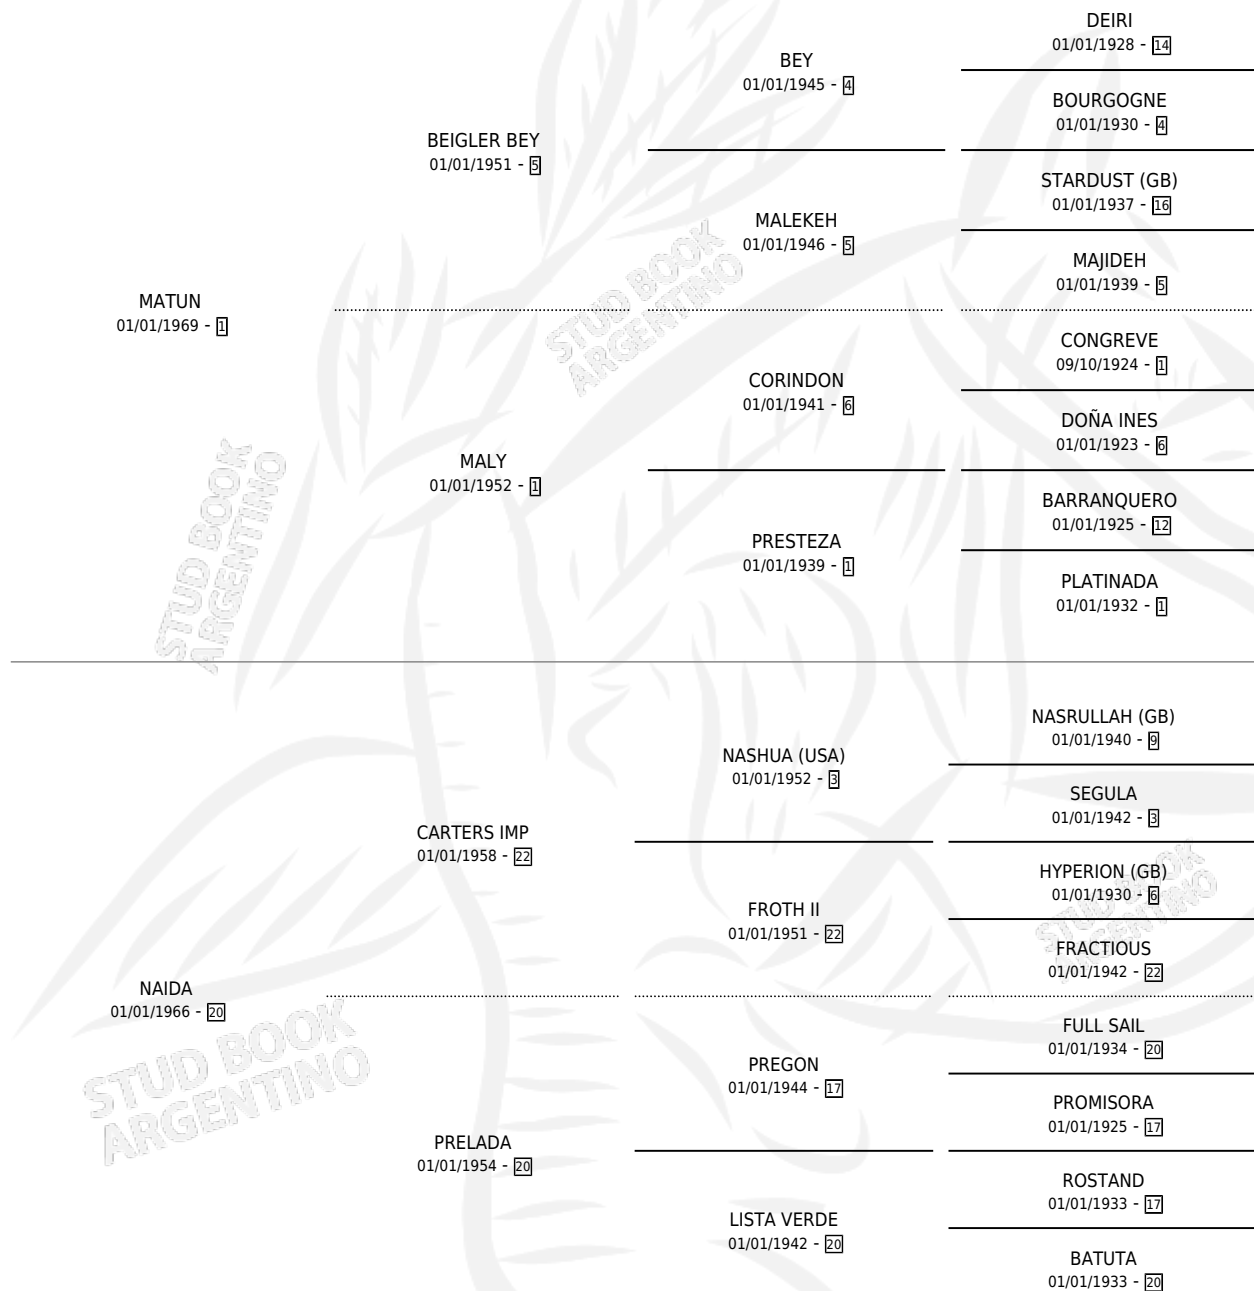 DEIRI
01/01/1928 - 14
BEY
01/01/1945 - 4
BOURGOGNE
01/01/1930 - 4
BEIGLER BEY
01/01/1951 - 5
STARDUST (GB)
01/01/1937 - 16
MALEKEH
01/01/1946 - 5
MAJIDEH
01/01/1939 - 5
MATUN
01/01/1969 - 1
CONGREVE
09/10/1924 - 1
CORINDON
01/01/1941 - 6
DOÑA INES
01/01/1923 - 6
MALY
01/01/1952 - 1
BARRANQUERO
01/01/1925 - 12
PRESTEZA
01/01/1939 - 1
PLATINADA
01/01/1932 - 1
NASRULLAH (GB)
01/01/1940 - 9
NASHUA (USA)
01/01/1952 - 3
SEGULA
01/01/1942 - 3
CARTERS IMP
01/01/1958 - 22
HYPERION (GB)
01/01/1930 - 6
FROTH II
01/01/1951 - 22
FRACTIOUS
01/01/1942 - 22
NAIDA
01/01/1966 - 20
FULL SAIL
01/01/1934 - 20
PREGON
01/01/1944 - 17
PROMISORA
01/01/1925 - 17
PRELADA
01/01/1954 - 20
ROSTAND
01/01/1933 - 17
LISTA VERDE
01/01/1942 - 20
BATUTA
01/01/1933 - 20
STUD BOOK
ARGENTINO
STUD BOOK
ARGENTINO
STUD BOOK
ARGENTINO
STUD BOOK
ARGENTINO